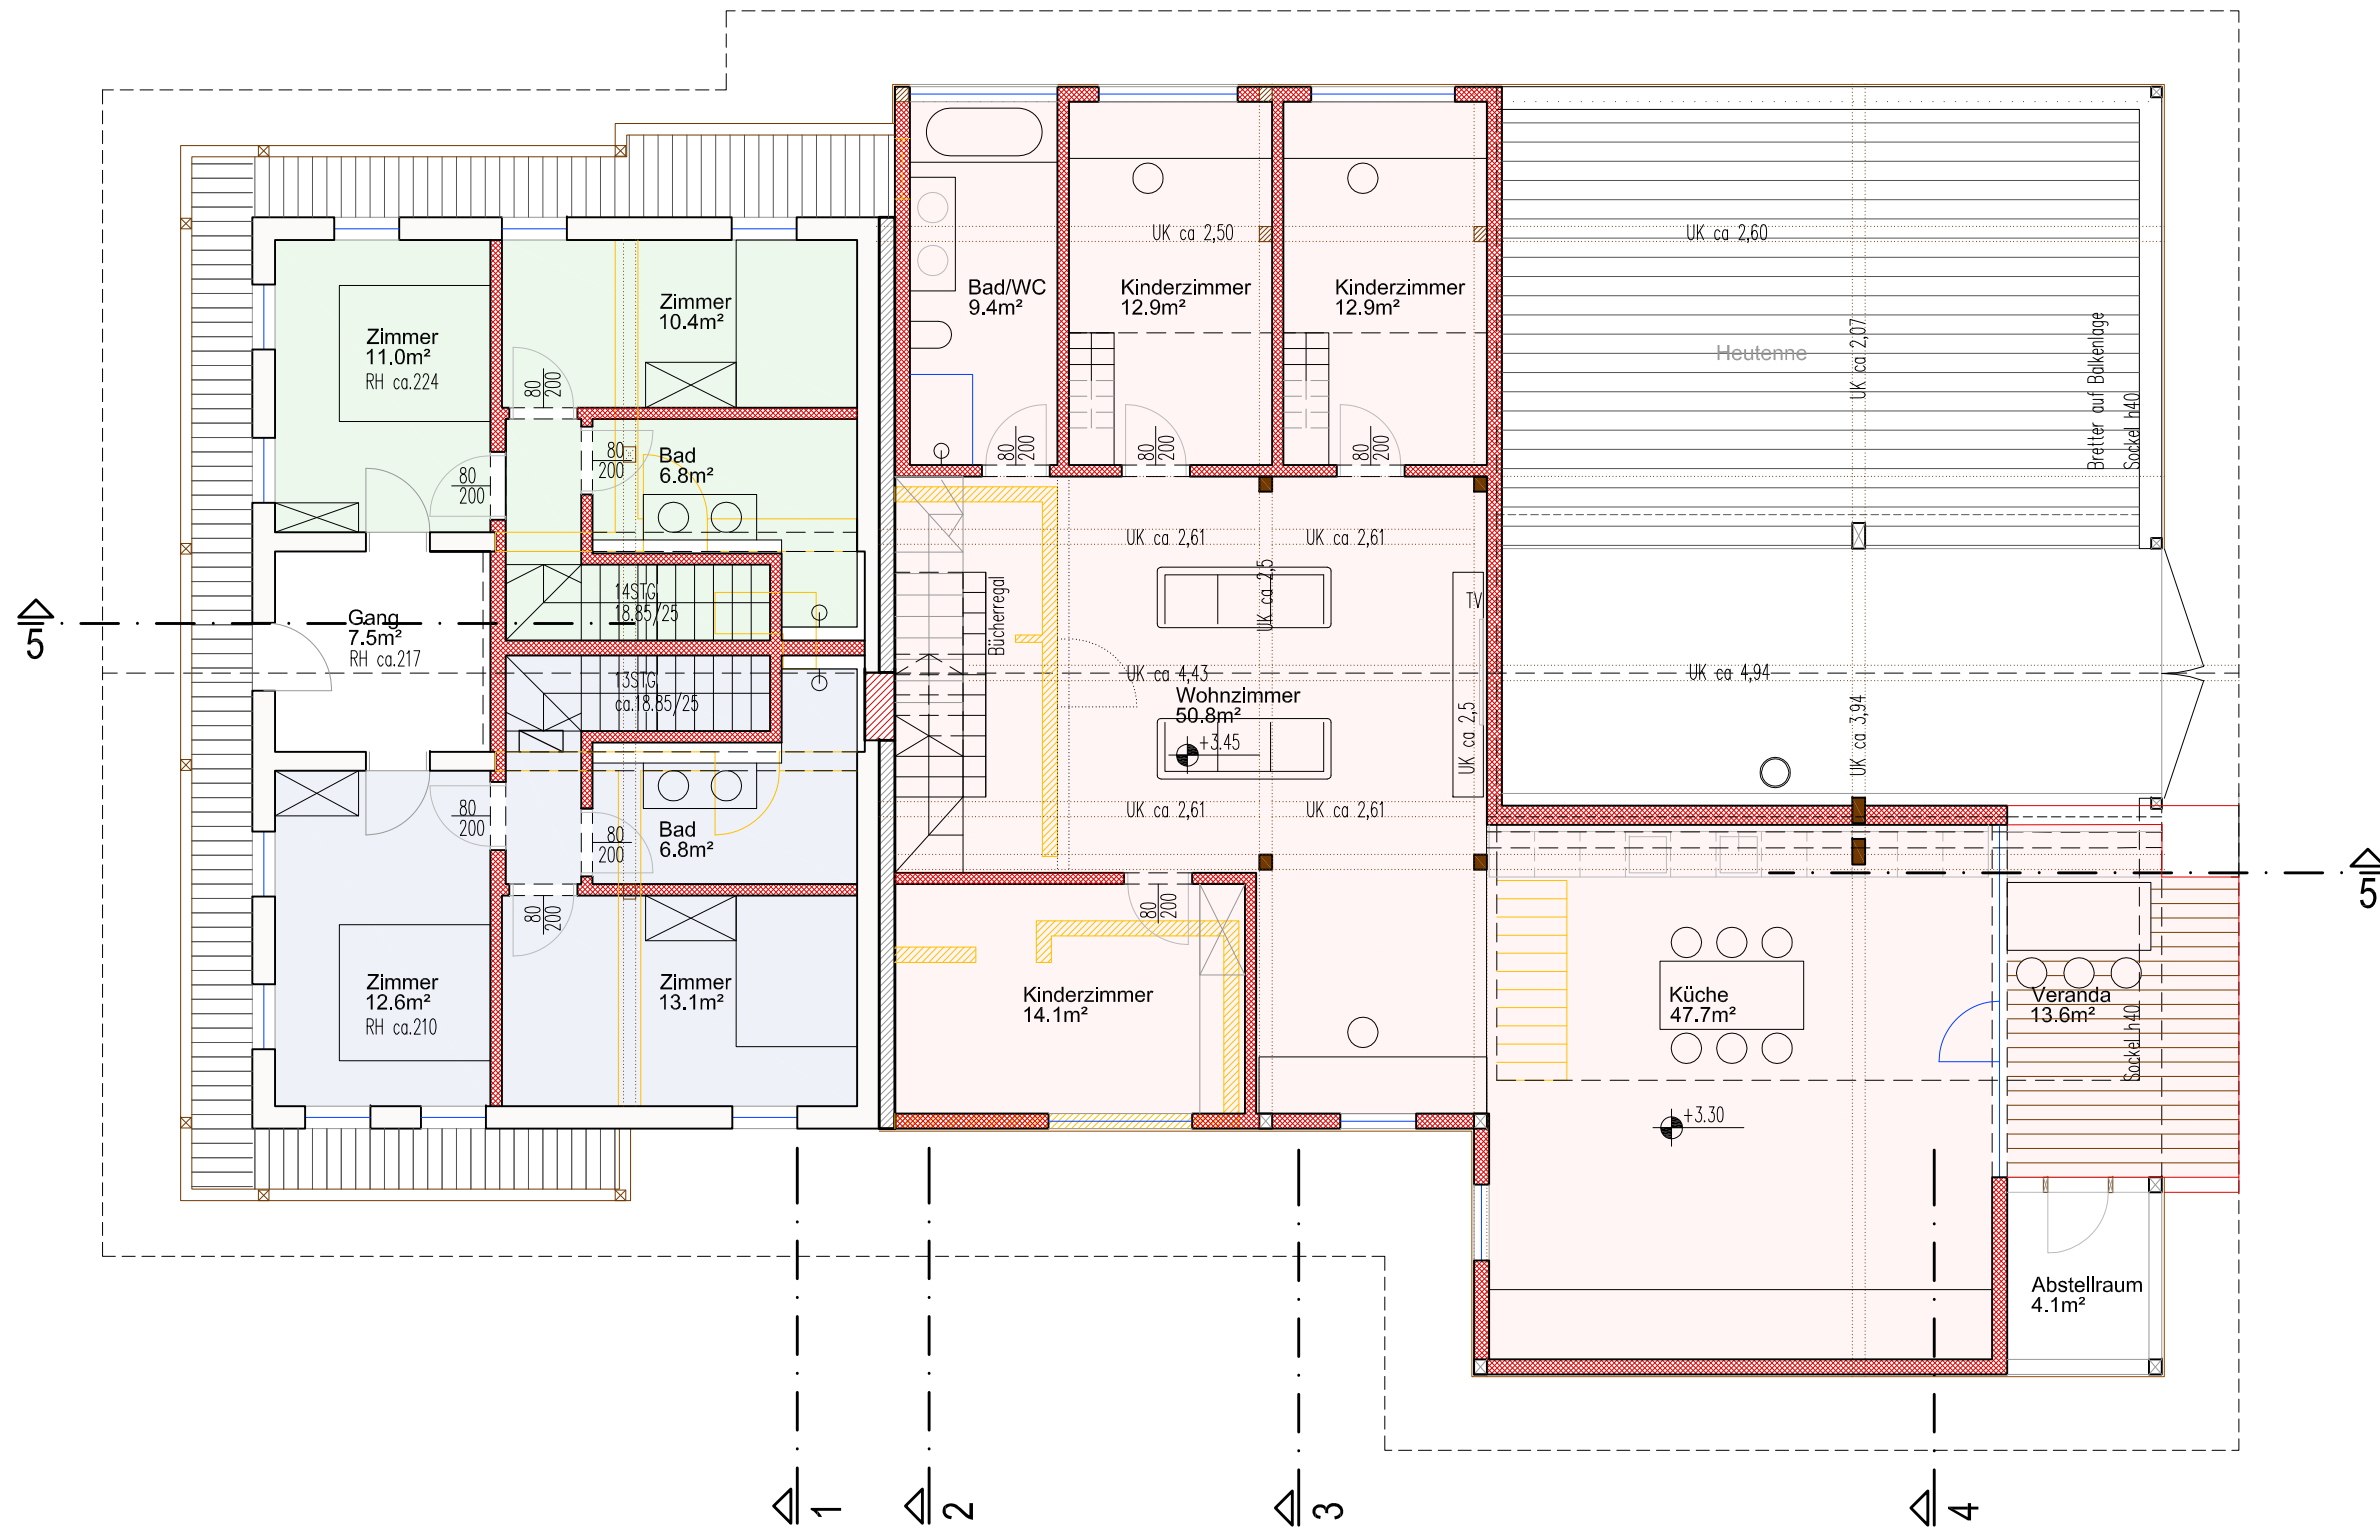 UK ca 2,50
UK ca 2,60
Bad/WC
9.4m²
Kinderzimmer
12.9m²
Kinderzimmer
12.9m²
Zimmer
10.4m²
Zimmer
11.0m²
RH ca.224
Heutenne
UK ca 2,07
Bretter auf Balkenlage
Sockel h40
80
200
80
200
80
200
80
200
80
200
80
200
Bad
6.8m²
UK ca 2,61
UK ca 2,61
UK ca 2,5
Bücherregal
TV
14STG
18.85/25
Gang
7.5m²
RH ca.217
5
13STG
ca.18.85/25
UK ca 4,43
Wohnzimmer
50.8m²
+3.45
UK ca 4,94
UK ca 2,5
UK ca 3,94
UK ca 2,61
UK ca 2,61
80
200
80
200
Bad
6.8m²
80
200
80
200
5
Zimmer
12.6m²
RH ca.210
Zimmer
13.1m²
Kinderzimmer
14.1m²
Küche
47.7m²
Veranda
13.6m²
Sockel h40
+3.30
Abstellraum
4.1m²
1
2
3
4